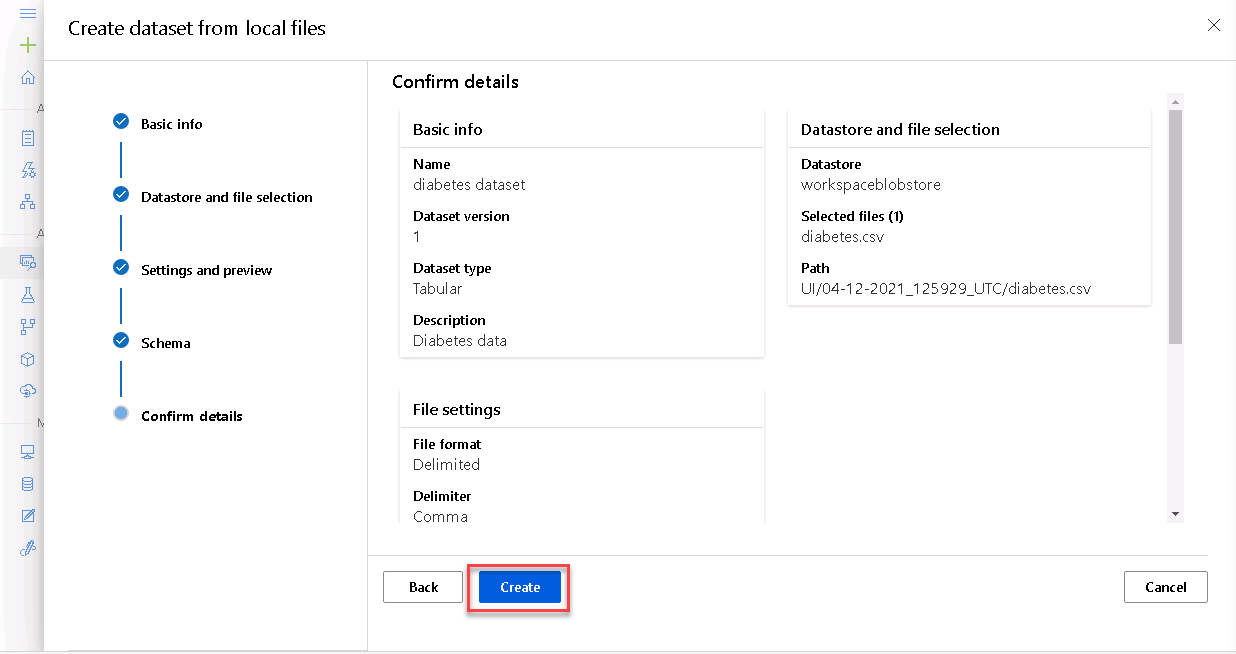 Create dataset from local files
A
A
M
Basic info
Datastore and file selection
Settings and preview
Schema
Confirm details
Confirm details
Basic info
Name
diabetes dataset
Dataset version
1
Dataset type
Tabular
Description
Diabetes data
Datastore and file selection
Datastore
workspaceblobstore
Selected files (1)
diabetes.csv
Path
UI/04-12-2021_125929_UTC/diabetes.csv
File settings
File format
Delimited
Delimiter
Comma
Back
Create
Cancel